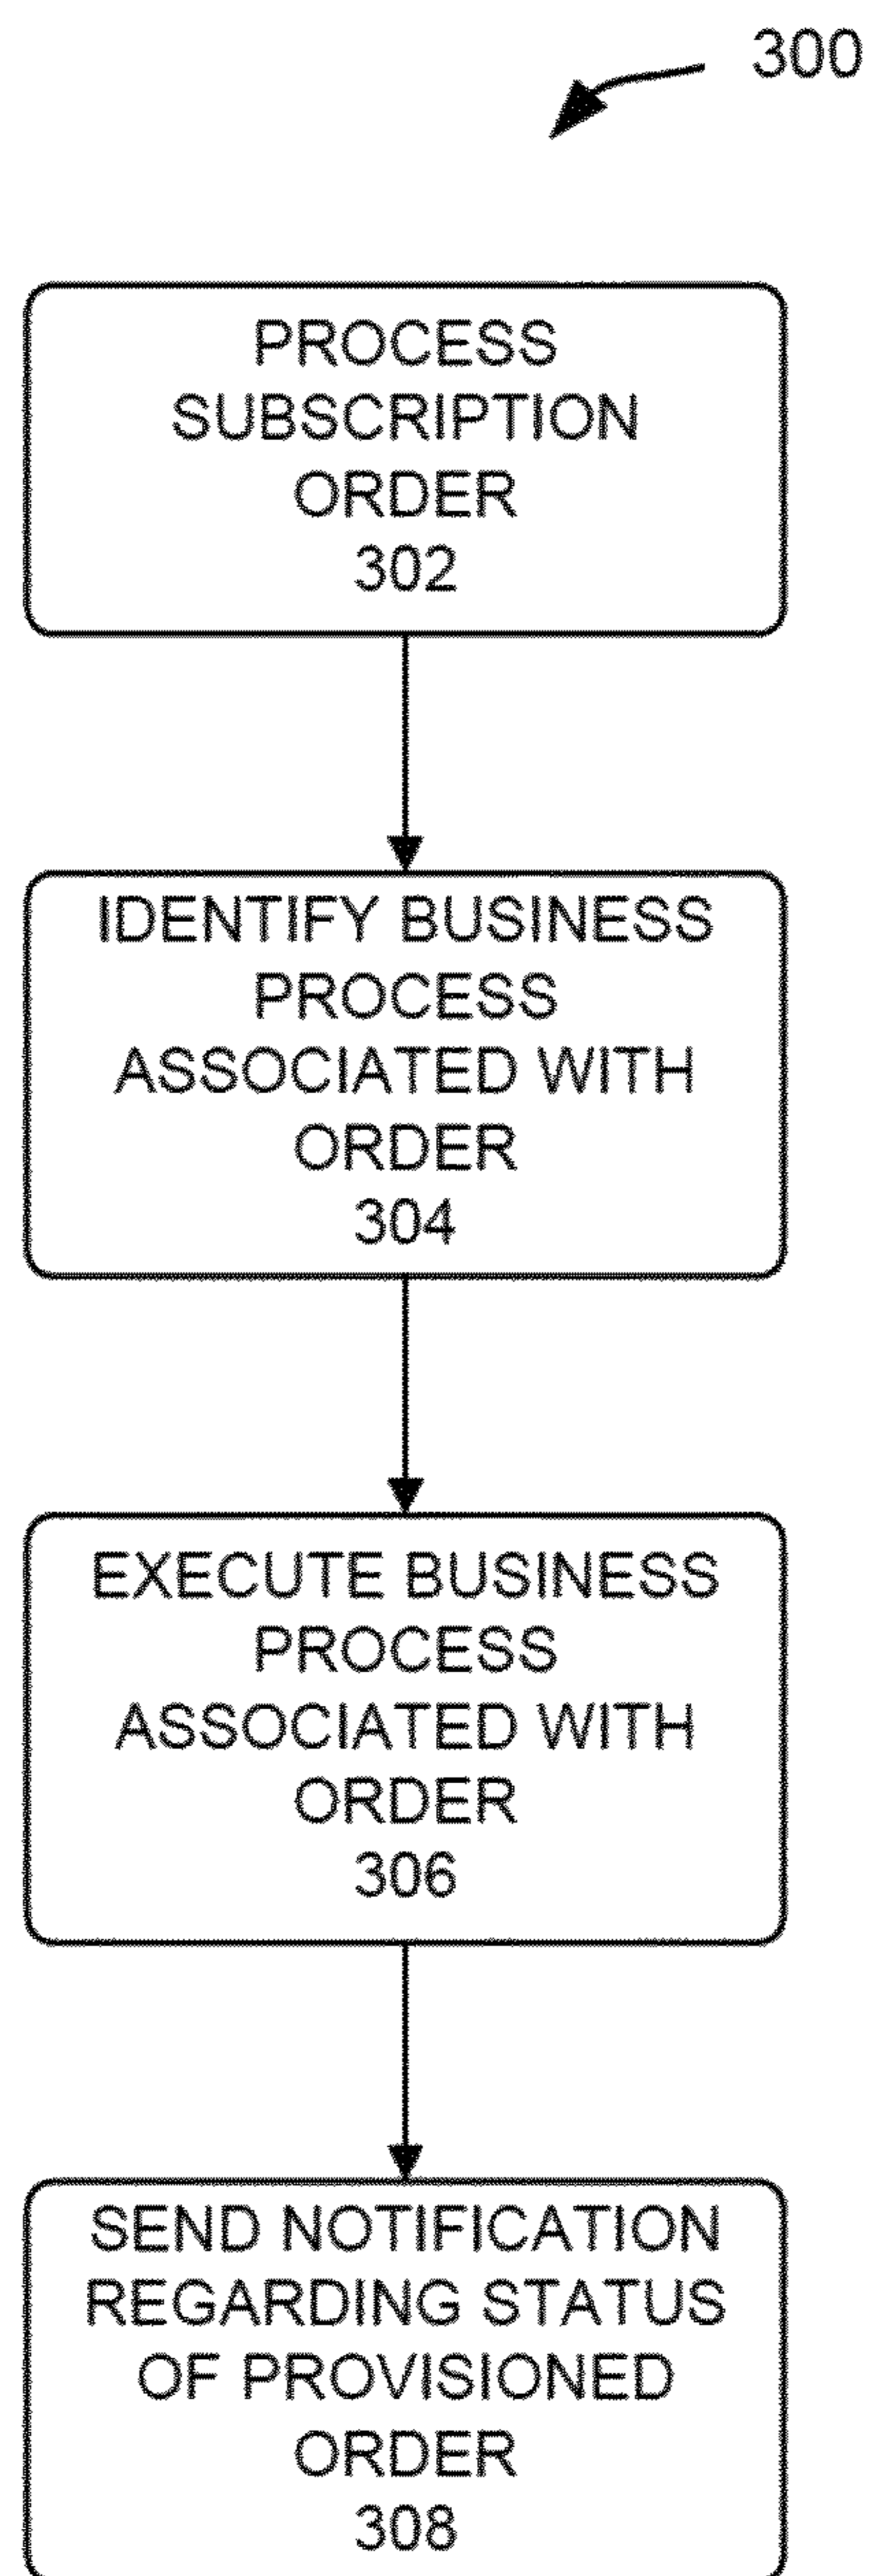 300
PROCESS
SUBSCRIPTION
ORDER
302
IDENTIFY BUSINESS
PROCESS
ASSOCIATED WITH
ORDER
304
EXECUTE BUSINESS
PROCESS
ASSOCIATED WITH
ORDER
306
SEND NOTIFICATION
REGARDING STATUS
OF PROVISIONED
ORDER
308